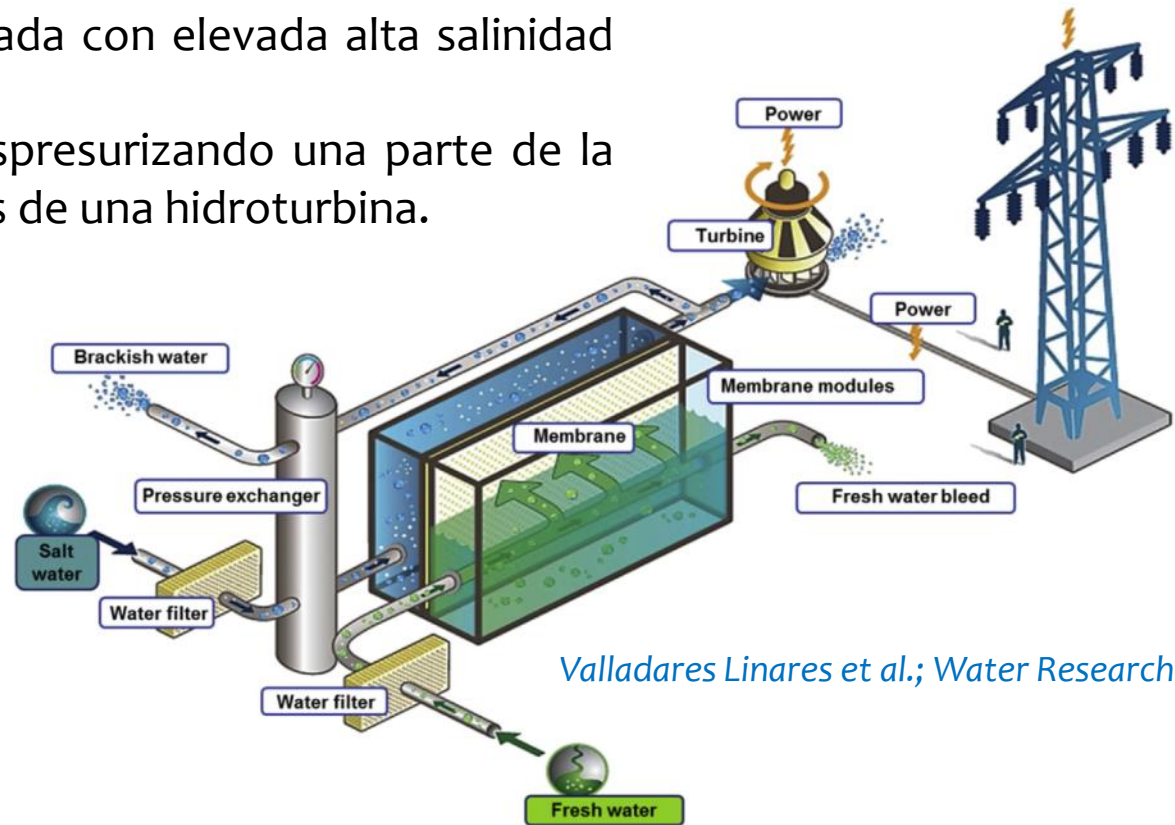 ada con elevada alta salinidad
spresurizando una parte de la
s de una hidroturbina.
Power
Turbine
Power
Brackish water
Membrane modules
Membrane
Pressure exchanger
Fresh water bleed
Salt
water
Water filter
Valladares Linares et al.; Water Research
Water filter
Fresh water